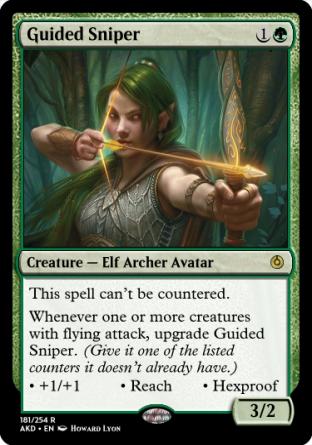 Guided Sniper 1
Creature — Elf Archer Avatar
This spell can't be countered.
Whenever one or more creatures
with flying attack, upgrade Guided
Sniper. (Give it one of the listed
counters it doesn't already have.)
• +1/+1 • Reach • Hexproof
3/2
181/254 R
AKD • EN Howard Lyon